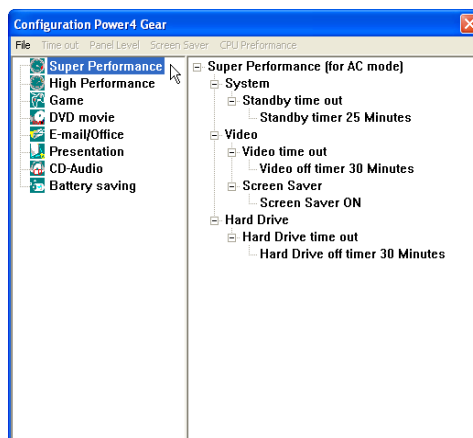 Configuration Power4 Gear
File Time out Panel Level Screen Saver CPU Preformance
Super Performance
High Performance
Game
DVD movie
E-mail/Office
Presentation
CD-Audio
Battery saving
Super Performance (for AC mode)
System
Standby time out
Standby timer 25 Minutes
Video
Video time out
Video off timer 30 Minutes
Screen Saver
Screen Saver ON
Hard Drive
Hard Drive time out
Hard Drive off timer 30 Minutes